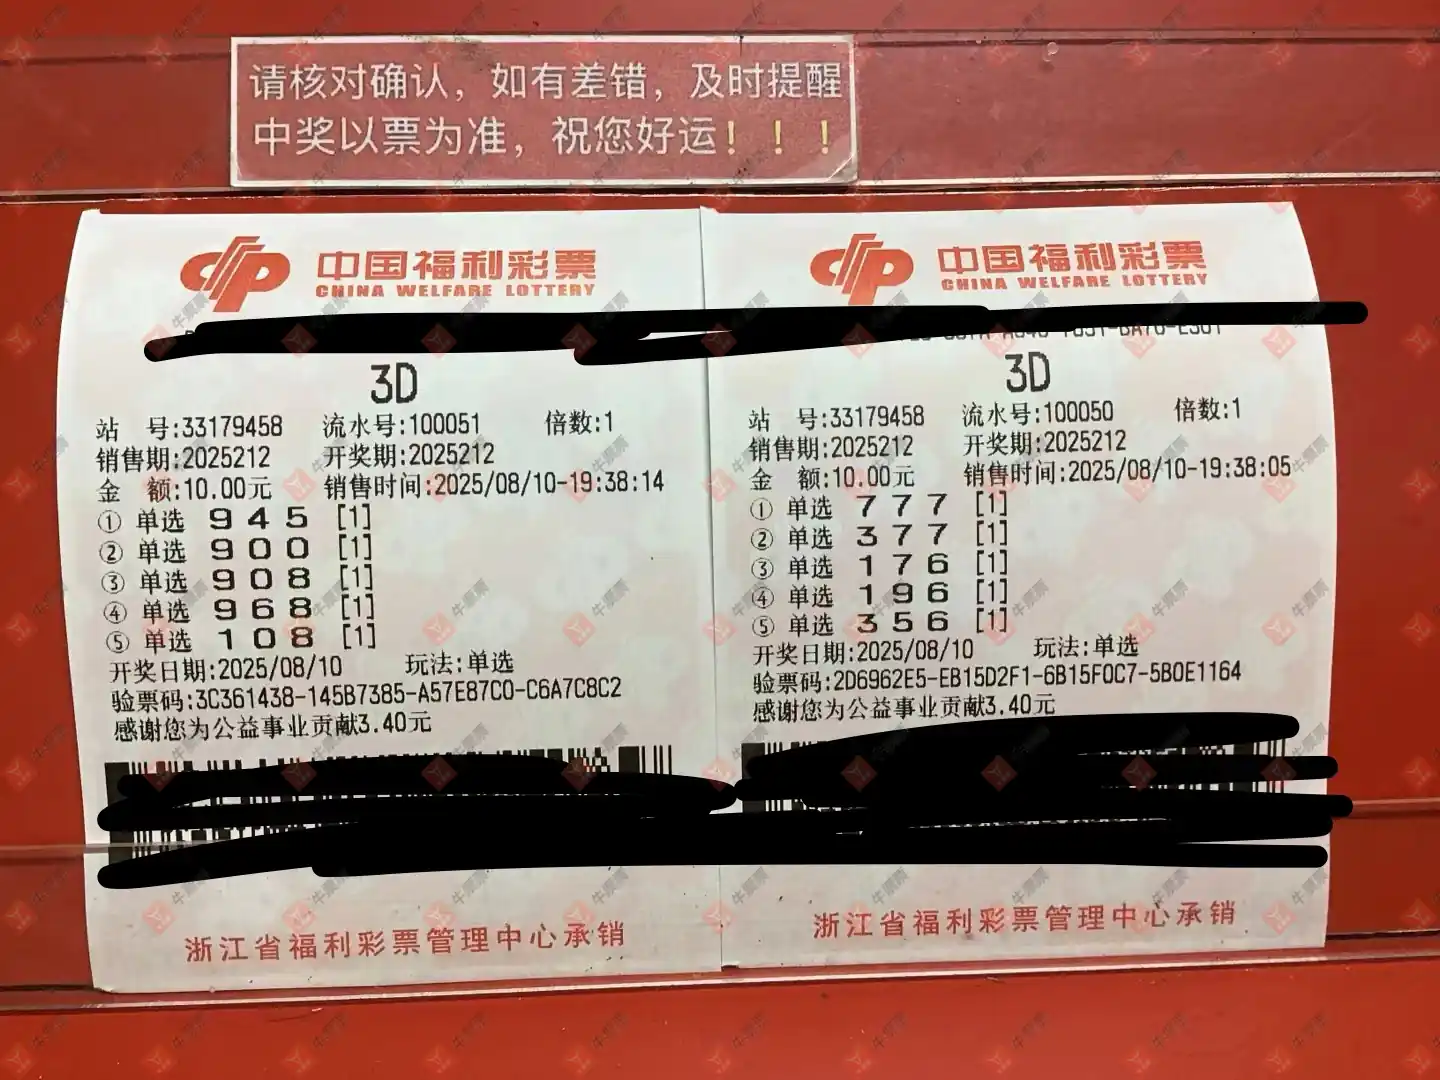 请核对确认，如有差错，及时提醒
中奖以票为准，祝您好运！！！
中国福利彩票
CHINA WELFARE LOTTERY
3D
站 号:33179458 流水号:100051 倍数:1
销售期:2025212 开奖期:2025212
金 额:10.00元 销售时间:2025/08/10-19:38:14
① 单选 9 4 5 [1]
② 单选 9 0 0 [1]
③ 单选 9 0 8 [1]
④ 单选 9 6 8 [1]
⑤ 单选 1 0 8 [1]
开奖日期:2025/08/10 玩法:单选
验票码:3C361438-145B7385-A57E87C0-C6A7C8C2
感谢您为公益事业贡献3.40元
浙江省福利彩票管理中心承销
中国福利彩票
CHINA WELFARE LOTTERY
3D
站 号:33179458 流水号:100050 倍数:1
销售期:2025212 开奖期:2025212
金 额:10.00元 销售时间:2025/08/10-19:38:05
① 单选 7 7 7 [1]
② 单选 3 7 7 [1]
③ 单选 1 7 6 [1]
④ 单选 1 9 6 [1]
⑤ 单选 3 5 6 [1]
开奖日期:2025/08/10 玩法:单选
验票码:2D6962E5-EB15D2F1-6B15F0C7-5B0E1164
感谢您为公益事业贡献3.40元
浙江省福利彩票管理中心承销
牛票票